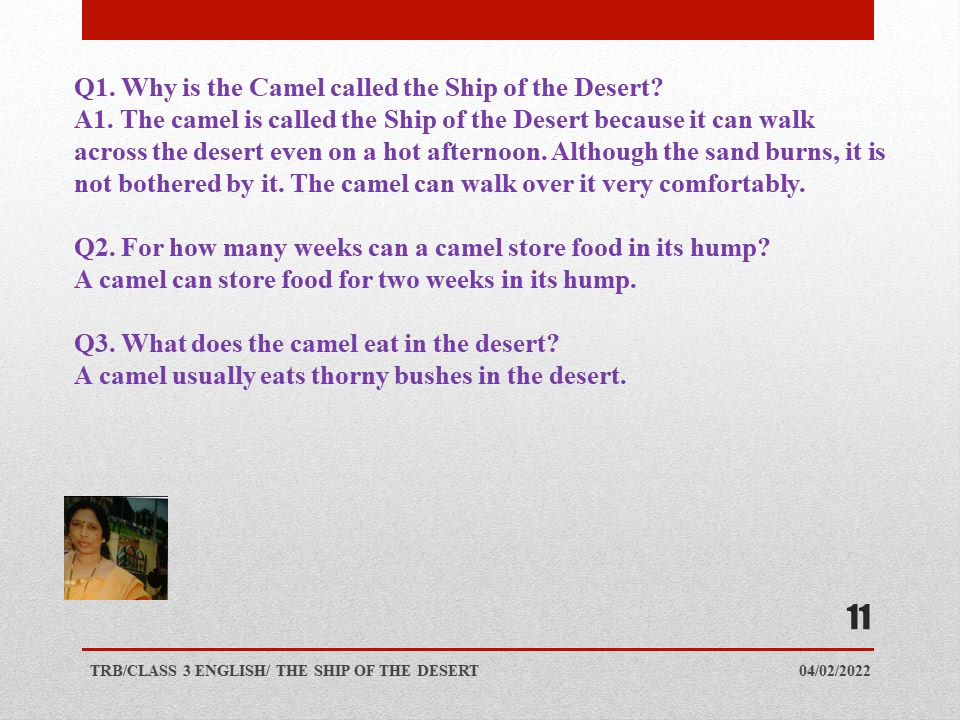 Q1. Why is the Camel called the Ship of the Desert?
A1. The camel is called the Ship of the Desert because it can walk
across the desert even on a hot afternoon. Although the sand burns, it is
not bothered by it. The camel can walk over it very comfortably.
Q2. For how many weeks can a camel store food in its hump?
A camel can store food for two weeks in its hump.
Q3. What does the camel eat in the desert?
A camel usually eats thorny bushes in the desert.
11
TRB/CLASS 3 ENGLISH/ THE SHIP OF THE DESERT 04/02/2022